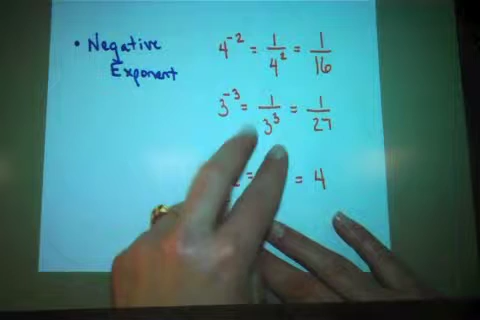 • Negative
Exponent
4⁻² = 1/4² = 1/16
3⁻³ = 1/3³ = 1/27
= = 4